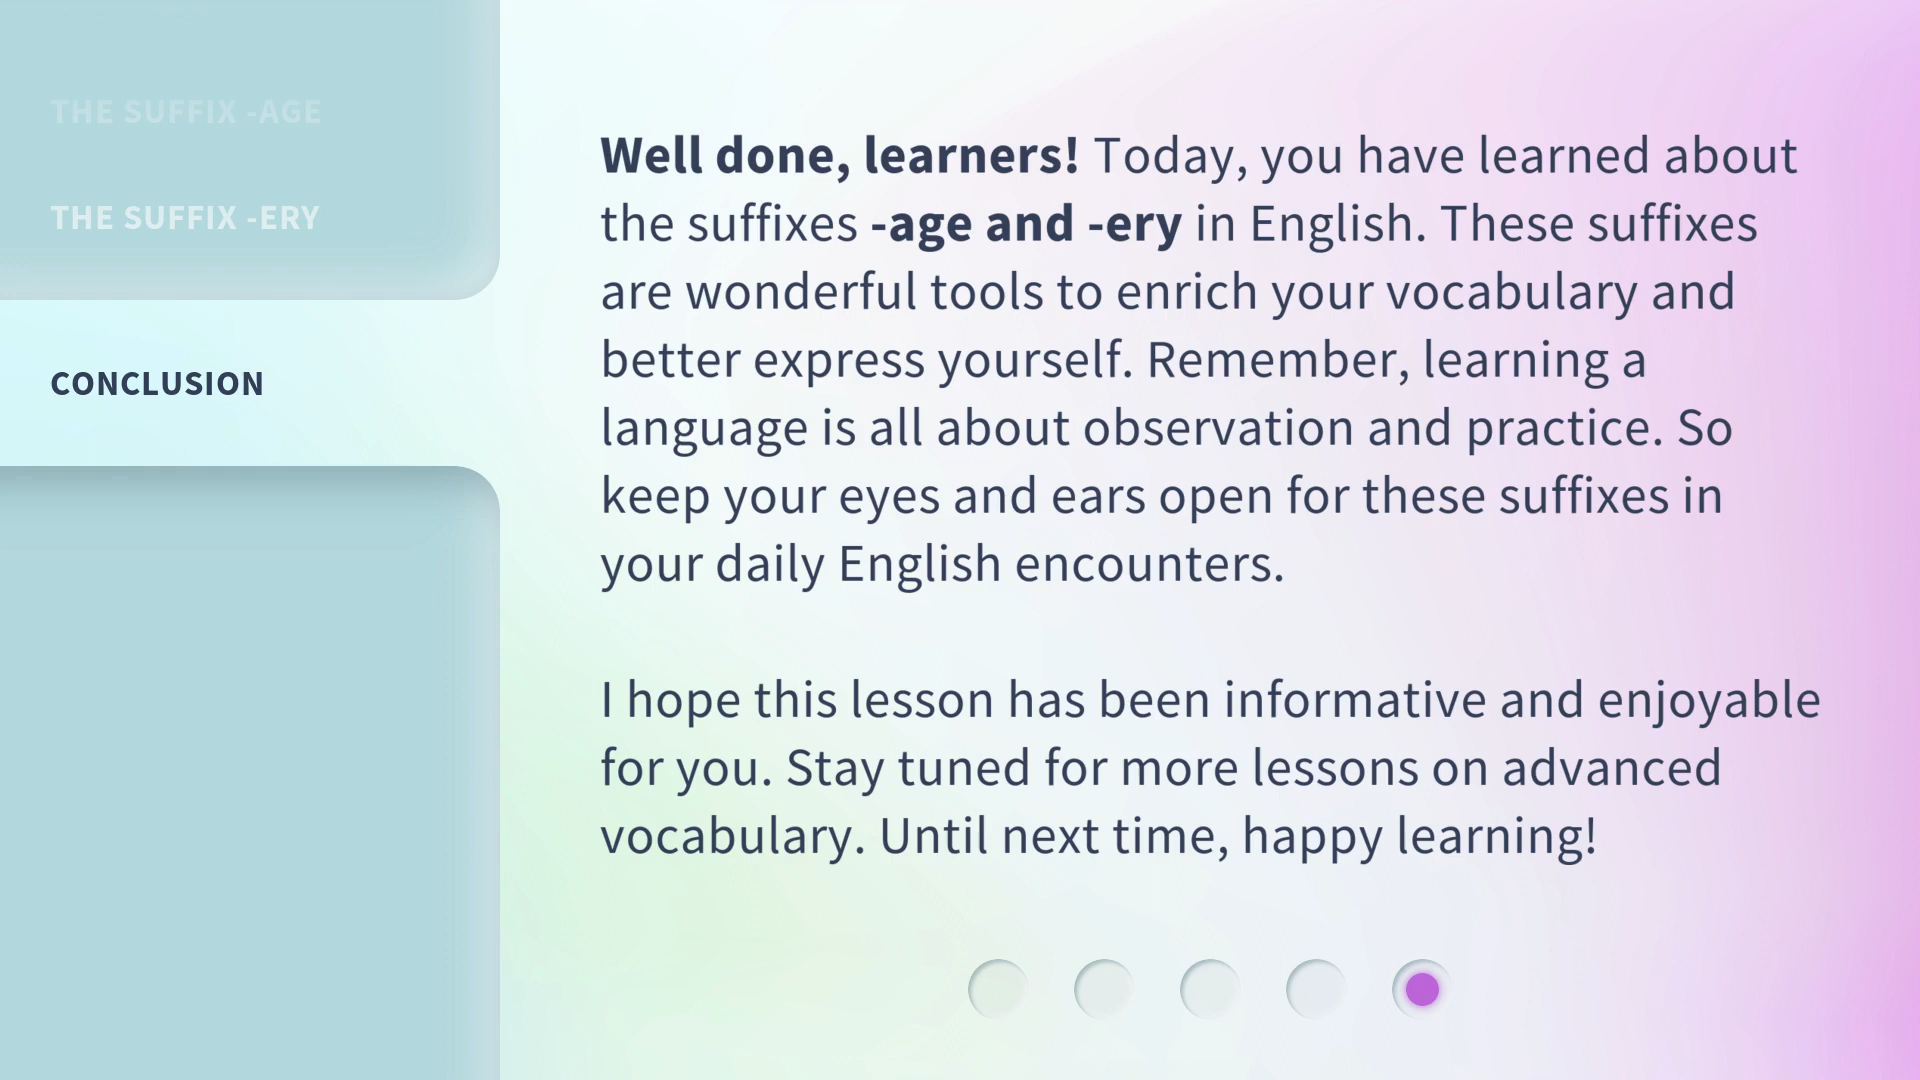 THE SUFFIX -AGE
THE SUFFIX -ERY
CONCLUSION
Well done, learners! Today, you have learned about
the suffixes -age and -ery in English. These suffixes
are wonderful tools to enrich your vocabulary and
better express yourself. Remember, learning a
language is all about observation and practice. So
keep your eyes and ears open for these suffixes in
your daily English encounters.
I hope this lesson has been informative and enjoyable
for you. Stay tuned for more lessons on advanced
vocabulary. Until next time, happy learning!